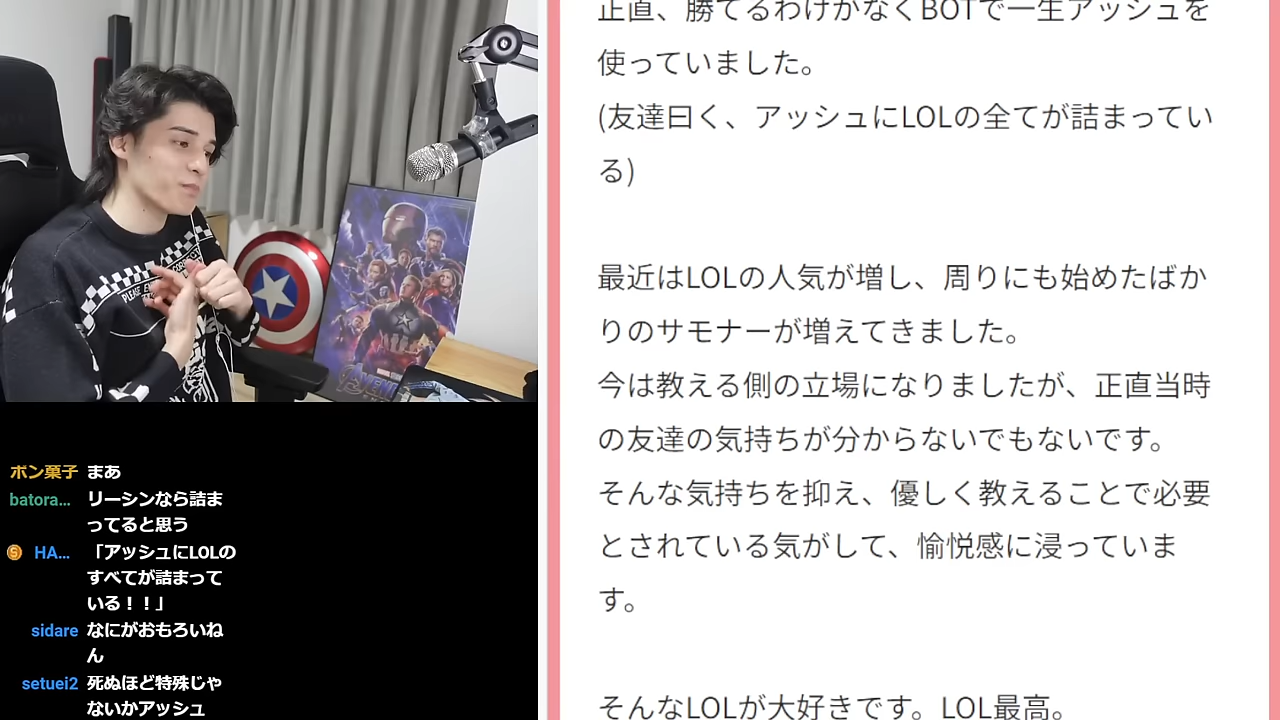 正直、勝てるわけがなくBOTで一生アッシュを
使っていました。
(友達曰く、アッシュにLOLの全てが詰まってい
る)
最近はLOLの人気が増し、周りにも始めたばか
りのサモナーが増えてきました。
今は教える側の立場になりましたが、正直当時
の友達の気持ちが分からないでもないです。
そんな気持ちを抑え、優しく教えることで必要
とされている気がして、愉悦感に浸っていま
す。
そんなLOLが大好きです。LOL最高。
ボン菓子 まあ
batora... リーシンなら詰ま
ってると思う
HA... 「アッシュにLOLの
すべてが詰まって
いる！！」
sidare なにがおもろいね
ん
setuei2 死ぬほど特殊じゃ
ないかアッシュ